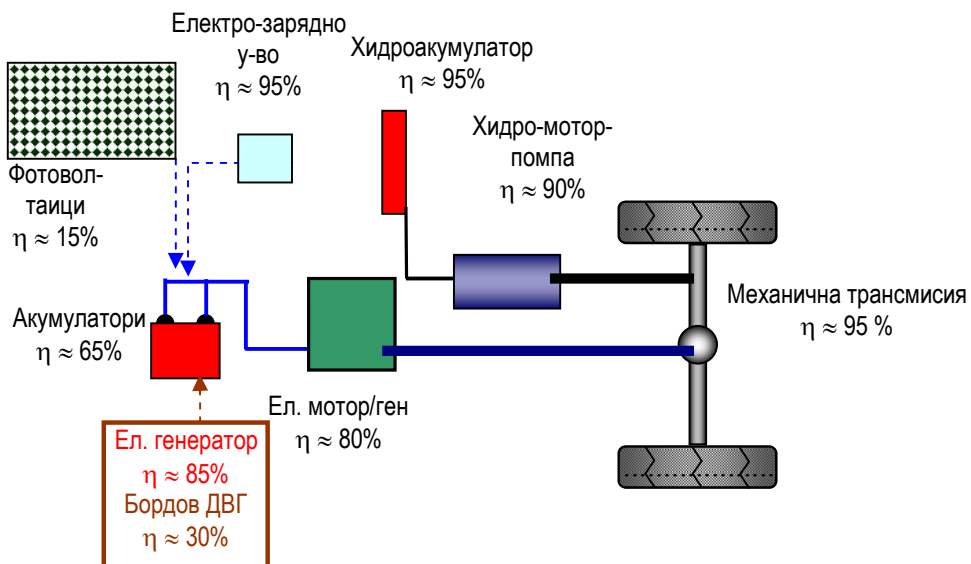 Електро-зарядно
у-во
η ≈ 95%
Хидроакумулатор
η ≈ 95%
Хидро-мотор-
помпа
η ≈ 90%
Фотовол-
таици
η ≈ 15%
Механична трансмисия
η ≈ 95 %
Акумулатори
η ≈ 65%
Ел. мотор/ген
η ≈ 80%
Ел. генератор
η ≈ 85%
Бордов ДВГ
η ≈ 30%